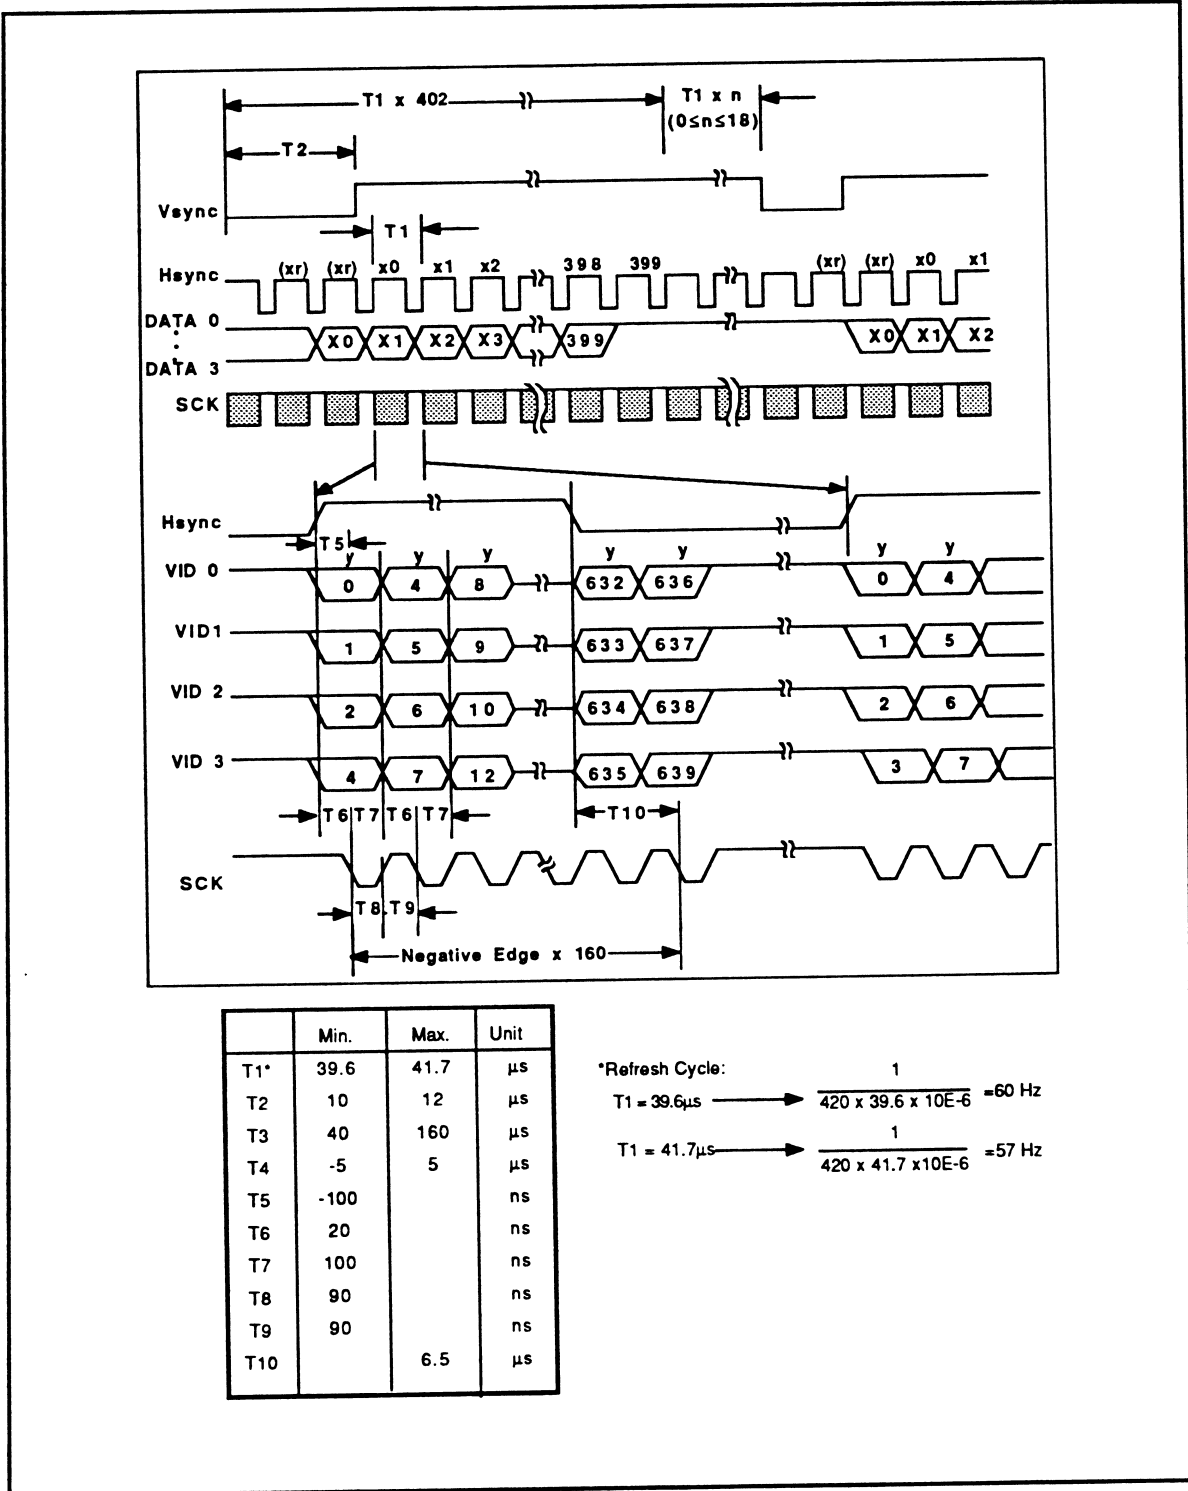 T1 x 402
T1 x n
(0≤n≤18)
T2
Vsync
T1
Hsync (xr) (xr) x0 x1 x2 398 399 (xr) (xr) x0 x1
DATA 0
X0 X1 X2 X3 399 X0 X1 X2
DATA 3
SCK
Hsync
T5
y y y y y y y
VID 0 0 4 8 632 636 0 4
VID1 1 5 9 633 637 1 5
VID 2 2 6 10 634 638 2 6
VID 3 4 7 12 635 639 3 7
T6 T7 T6 T7 T10
SCK
T8 T9
Negative Edge x 160
Min. Max. Unit
T1* 39.6 41.7 µs
T2 10 12 µs
T3 40 160 µs
T4 -5 5 µs
T5 -100 ns
T6 20 ns
T7 100 ns
T8 90 ns
T9 90 ns
T10 6.5 µs
*Refresh Cycle:
T1 = 39.6µs 1 / 420 x 39.6 x 10E-6 =60 Hz
T1 = 41.7µs 1 / 420 x 41.7 x10E-6 =57 Hz